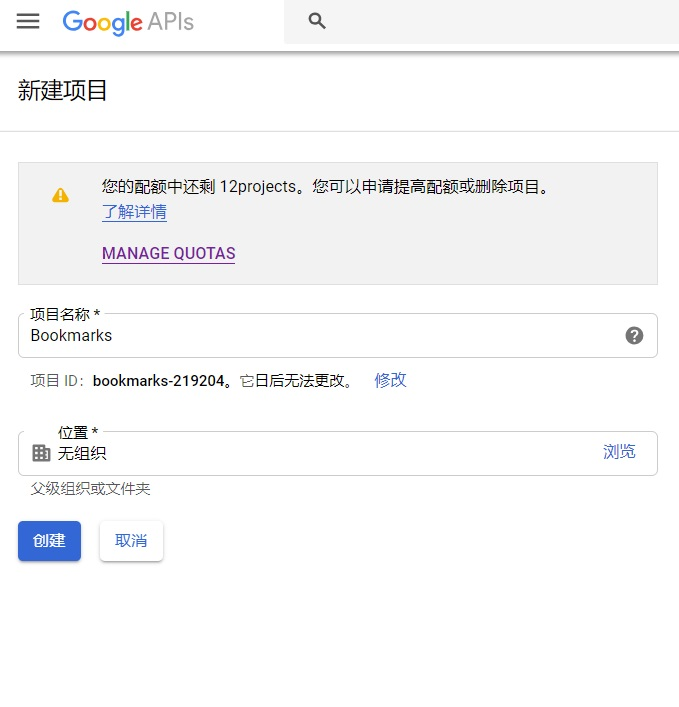 Google APIs
新建项目
您的配额中还剩 12projects。您可以申请提高配额或删除项目。
了解详情
MANAGE QUOTAS
项目名称 *
Bookmarks
项目 ID：bookmarks-219204。它日后无法更改。 修改
位置 *
无组织 浏览
父级组织或文件夹
创建 取消